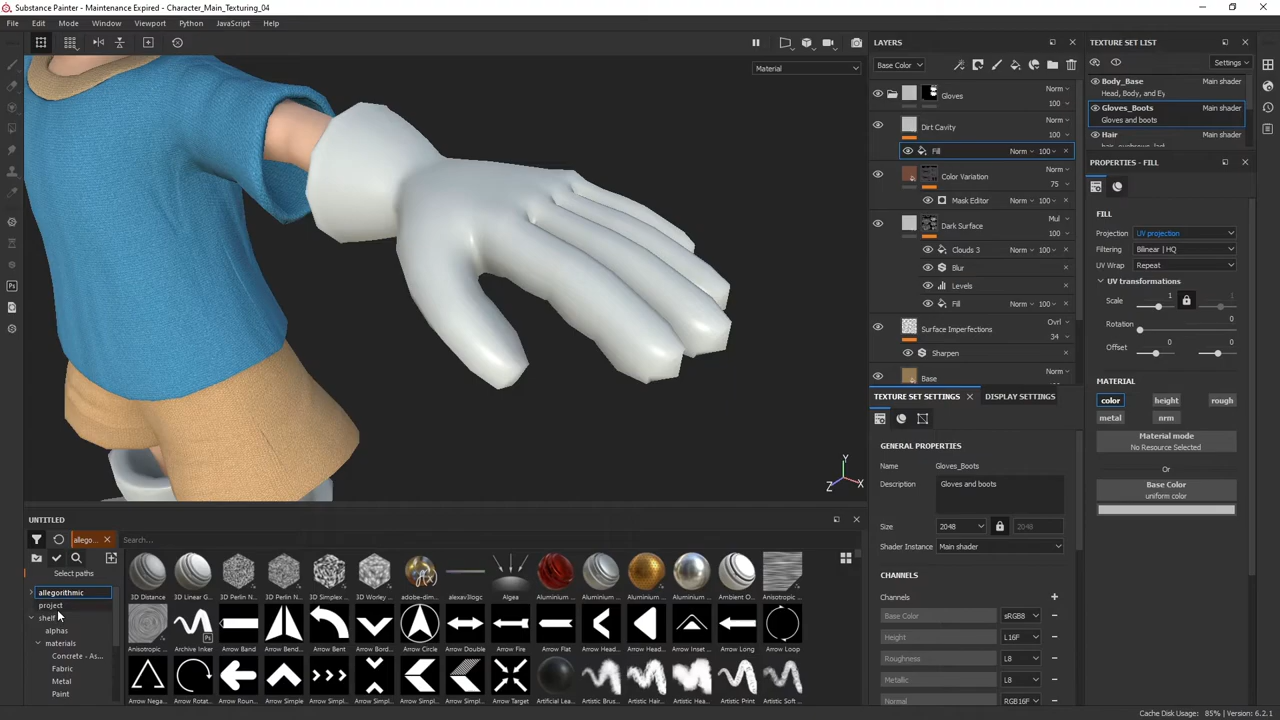 Substance Painter - Maintenance Expired - Character_Main_Texturing_04
File Edit Mode Window Viewport Python JavaScript Help
Material
LAYERS
Base Color
Gloves Norm 100
Dirt Cavity Norm 100
Fill Norm 100
Color Variation Norm 75
Mask Editor Norm 100
Dark Surface Mul 100
Clouds 3 Norm 100
Blur
Levels
Fill Norm 100
Surface Imperfections Ovrl 34
Sharpen
Base Norm
TEXTURE SET SETTINGS DISPLAY SETTINGS
GENERAL PROPERTIES
Name Gloves_Boots
Description Gloves and boots
Size 2048 2048
Shader Instance Main shader
CHANNELS
Channels
Base Color sRGB8
Height L16F
Roughness L8
Metallic L8
Normal RGB16F
TEXTURE SET LIST
Settings
Body_Base Main shader
Head, Body, and Ey
Gloves_Boots Main shader
Gloves and boots
Hair Main shader
PROPERTIES - FILL
FILL
Projection UV projection
Filtering Bilinear | HQ
UV Wrap Repeat
UV transformations
Scale 1 1
Rotation 0
Offset 0 0
MATERIAL
color height rough
metal nrm
Material mode
No Resource Selected
Or
Base Color
uniform color
Y
Z X
UNTITLED
allego... Search...
Select paths
allegorithmic
project
shelf
alphas
materials
Concrete - As...
Fabric
Metal
Paint
3D Distance 3D Linear G... 3D Perlin N... 3D Perlin N... 3D Simplex ... 3D Worley ... adobe-dim... alexav3logc Algea Aluminium ... Aluminium ... Aluminium ... Aluminium ... Ambient O... Anisotropic ...
Anisotropic ... Archive Inker Arrow Band Arrow Band Arrow Bent Arrow Bord... Arrow Circle Arrow Double Arrow Fire Arrow Flat Arrow Head... Arrow Head... Arrow Inset ... Arrow Long Arrow Loop
Arrow Nega... Arrow Ring ... Arrow Roun... Arrow Simpl... Arrow Simpl... Arrow Simpl... Arrow Simpl... Arrow Simpl... Arrow Target Artificial Lea... Artistic Brus... Artistic Hea... Artistic Print Artistic Soft ...
Cache Disk Usage: 85% | Version: 6.2.1